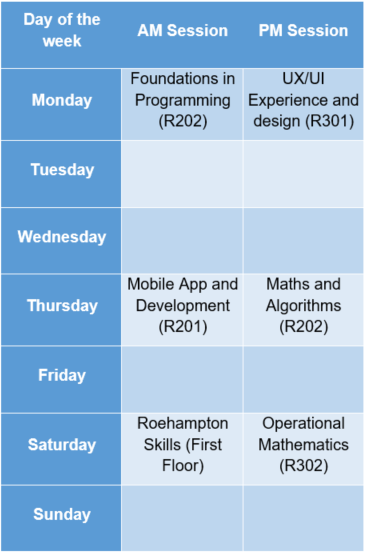 Day of the
week
AM Session
PM Session
Monday
Foundations in
Programming
(R202)
UX/UI
Experience and
design (R301)
Tuesday
Wednesday
Thursday
Mobile App and
Development
(R201)
Maths and
Algorithms
(R202)
Friday
Saturday
Roehampton
Skills (First
Floor)
Operational
Mathematics
(R302)
Sunday